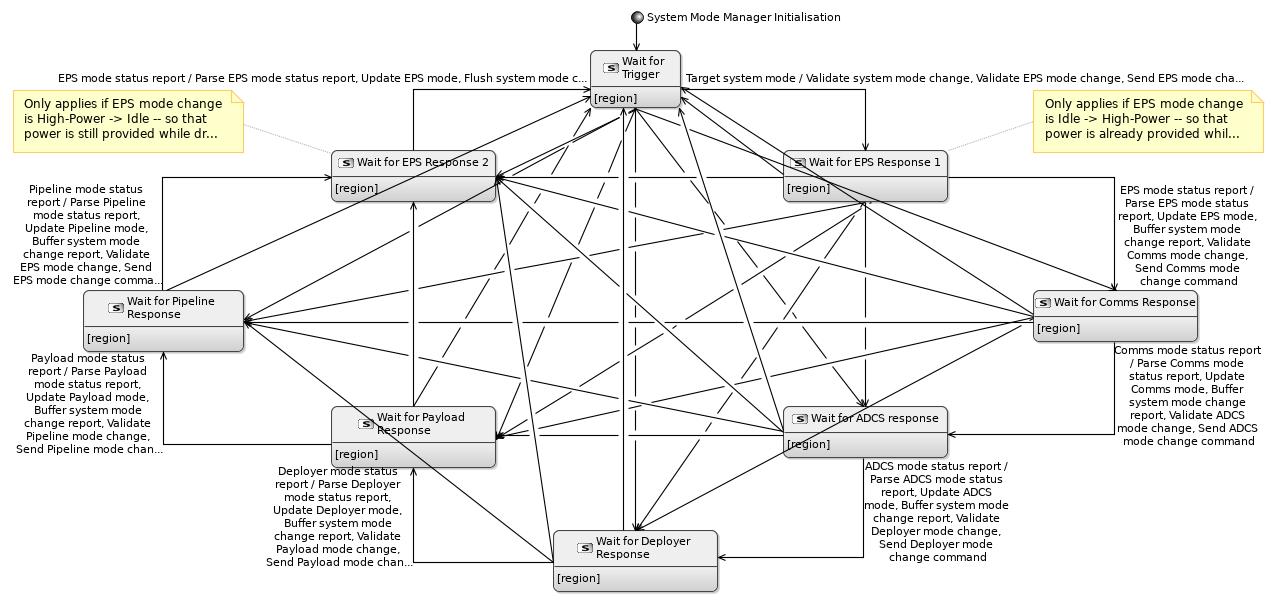 System Mode Manager Initialisation
Wait for
Trigger
[region]
EPS mode status report / Parse EPS mode status report, Update EPS mode, Flush system mode c...
Target system mode / Validate system mode change, Validate EPS mode change, Send EPS mode cha...
Only applies if EPS mode change
is High-Power -> Idle -- so that
power is still provided while dr...
Only applies if EPS mode change
is Idle -> High-Power -- so that
power is already provided whil...
Wait for EPS Response 2
[region]
Wait for EPS Response 1
[region]
Pipeline mode status
report / Parse Pipeline
mode status report,
Update Pipeline mode,
Buffer system mode
change report, Validate
EPS mode change, Send
EPS mode change comma...
EPS mode status report /
Parse EPS mode status
report, Update EPS mode,
Buffer system mode
change report, Validate
Comms mode change,
Send Comms mode
change command
Wait for Pipeline
Response
[region]
Wait for Comms Response
[region]
Payload mode status
report / Parse Payload
mode status report,
Update Payload mode,
Buffer system mode
change report, Validate
Pipeline mode change,
Send Pipeline mode chan...
Comms mode status report
/ Parse Comms mode
status report, Update
Comms mode, Buffer
system mode change
report, Validate ADCS
mode change, Send ADCS
mode change command
Wait for Payload
Response
[region]
Wait for ADCS response
[region]
Deployer mode status
report / Parse Deployer
mode status report,
Update Deployer mode,
Buffer system mode
change report, Validate
Payload mode change,
Send Payload mode chan...
ADCS mode status report /
Parse ADCS mode status
report, Update ADCS
mode, Buffer system mode
change report, Validate
Deployer mode change,
Send Deployer mode
change command
Wait for Deployer
Response
[region]